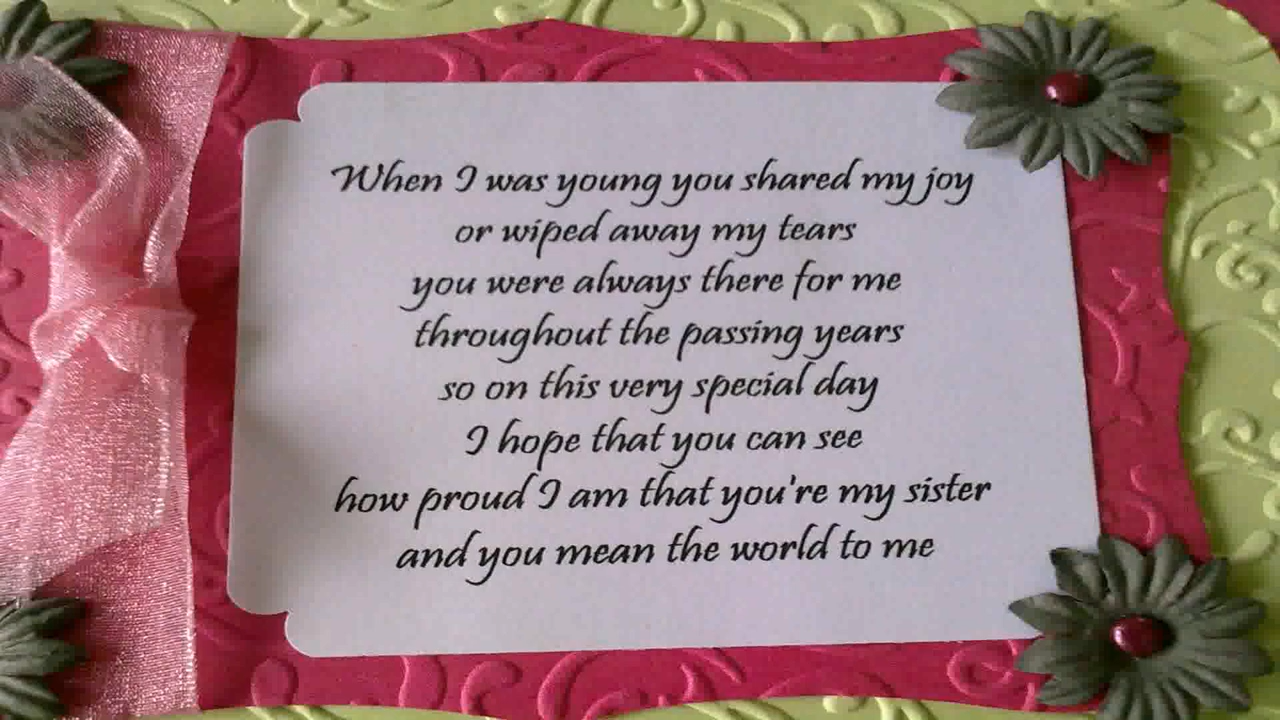 When I was young you shared my joy
or wiped away my tears
you were always there for me
throughout the passing years
so on this very special day
I hope that you can see
how proud I am that you're my sister
and you mean the world to me